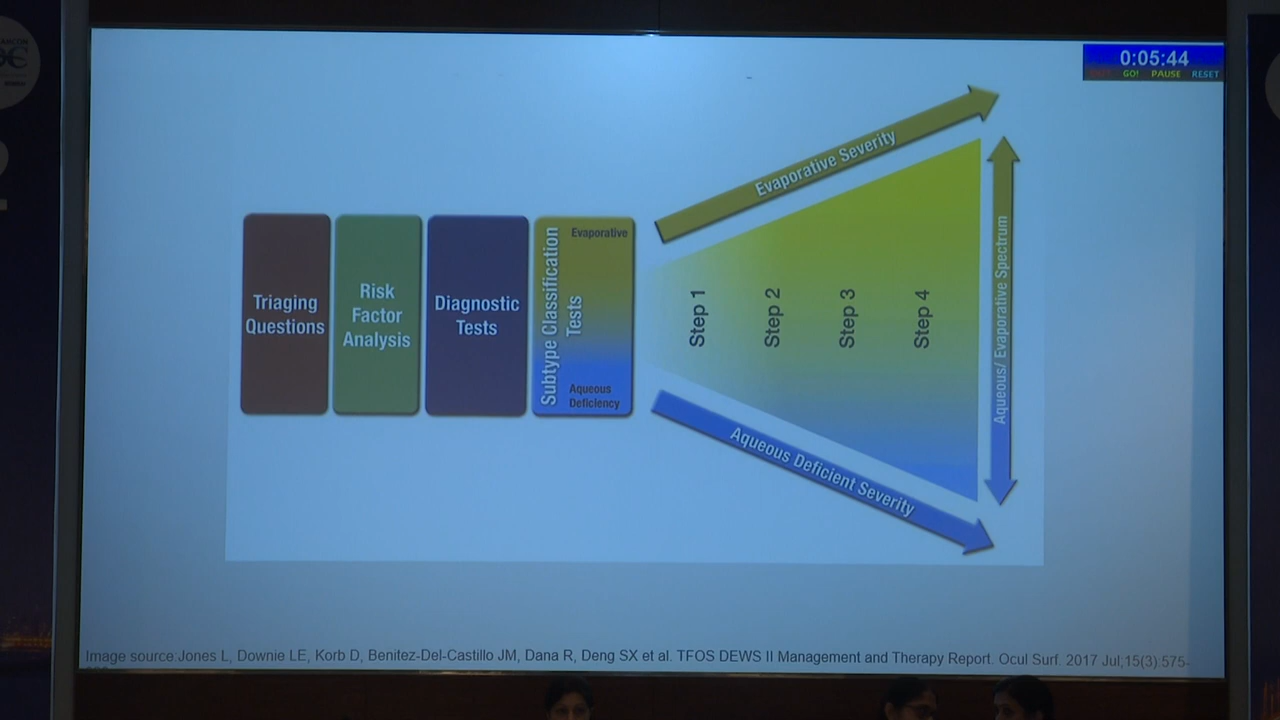 0:05:44
GO! PAUSE RESET
Triaging
Questions
Risk
Factor
Analysis
Diagnostic
Tests
Subtype Classification
Tests
Evaporative
Aqueous
Deficiency
Step 1
Step 2
Step 3
Step 4
Evaporative Severity
Aqueous Deficient Severity
Aqueous/ Evaporative Spectrum
Image source:Jones L, Downie LE, Korb D, Benitez-Del-Castillo JM, Dana R, Deng SX et al. TFOS DEWS II Management and Therapy Report. Ocul Surf. 2017 Jul;15(3):575-